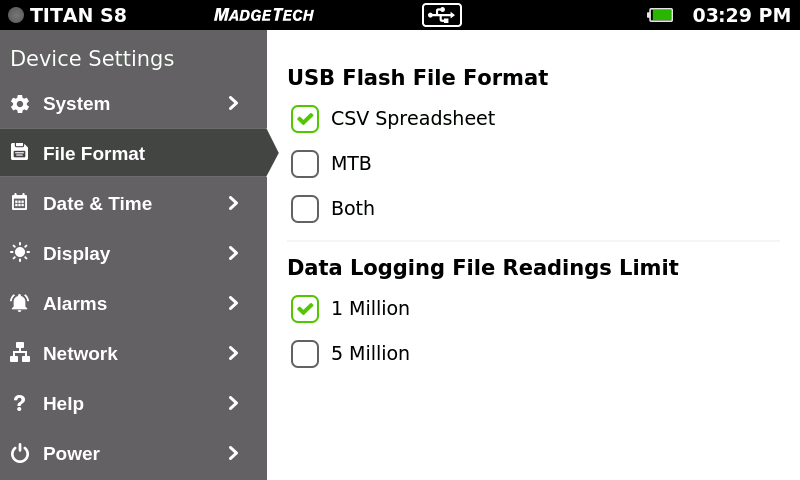 TITAN S8
MADGETECH
03:29 PM
Device Settings
System
File Format
Date & Time
Display
Alarms
Network
Help
Power
USB Flash File Format
CSV Spreadsheet
MTB
Both
Data Logging File Readings Limit
1 Million
5 Million